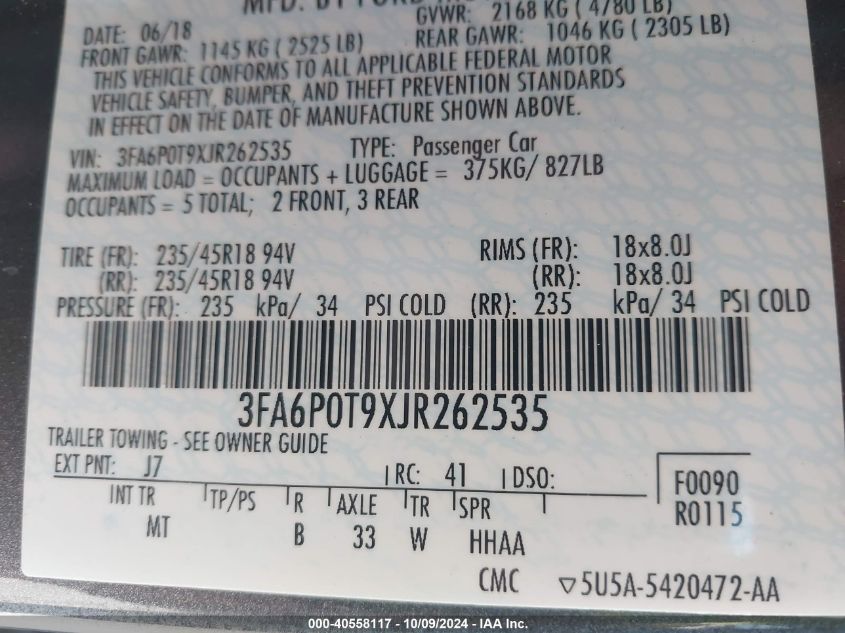 MFD. BY FORD
GVWR: 2168 KG ( 4780 LB)
DATE: 06/18
FRONT GAWR: 1145 KG ( 2525 LB) REAR GAWR: 1046 KG ( 2305 LB)
THIS VEHICLE CONFORMS TO ALL APPLICABLE FEDERAL MOTOR
VEHICLE SAFETY, BUMPER, AND THEFT PREVENTION STANDARDS
IN EFFECT ON THE DATE OF MANUFACTURE SHOWN ABOVE.
VIN: 3FA6P0T9XJR262535 TYPE: Passenger Car
MAXIMUM LOAD = OCCUPANTS + LUGGAGE = 375KG/ 827LB
OCCUPANTS = 5 TOTAL; 2 FRONT, 3 REAR
TIRE (FR): 235/45R18 94V RIMS (FR): 18x8.0J
(RR): 235/45R18 94V (RR): 18x8.0J
PRESSURE (FR): 235 kPa/ 34 PSI COLD (RR): 235 kPa/ 34 PSI COLD
3FA6P0T9XJR262535
TRAILER TOWING - SEE OWNER GUIDE
EXT PNT: J7 RC: 41 DSO: F0090
INT TR TP/PS R AXLE TR SPR R0115
MT B 33 W HHAA
CMC ▽5U5A-5420472-AA
000-40558117 - 10/09/2024 - IAA Inc.